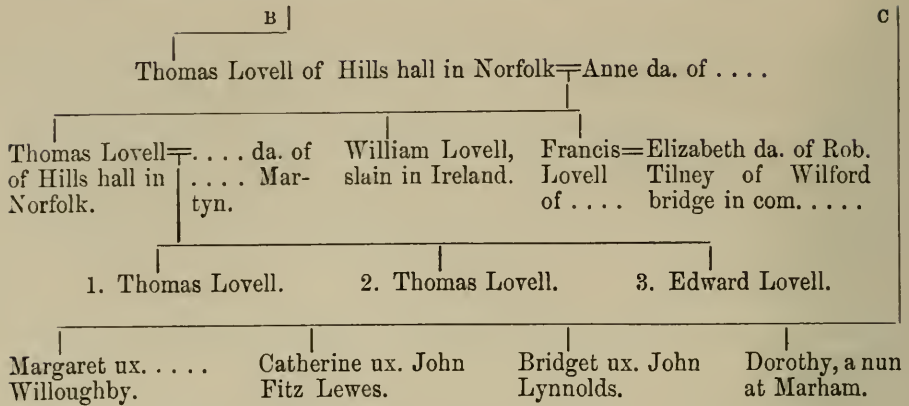 B C
Thomas Lovell of Hills hall in Norfolk=Anne da. of . . . .
Thomas Lovell=. . . . da. of
of Hills hall in . . . . Mar-
Norfolk. tyn.
William Lovell,
slain in Ireland.
Francis=Elizabeth da. of Rob.
Lovell Tilney of Wilford
of . . . . bridge in com. . . . .
1. Thomas Lovell. 2. Thomas Lovell. 3. Edward Lovell.
Margaret ux. . . . .
Willoughby.
Catherine ux. John
Fitz Lewes.
Bridget ux. John
Lynnolds.
Dorothy, a nun
at Marham.